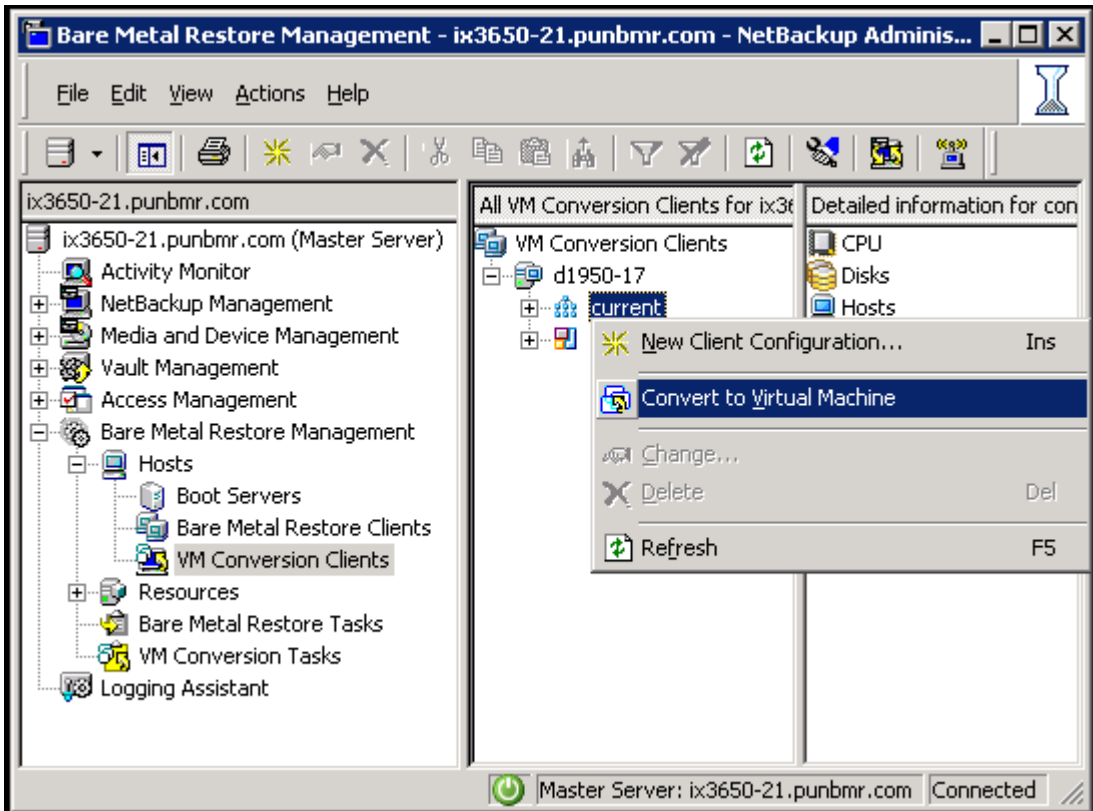 Bare Metal Restore Management - ix3650-21.punbmr.com - NetBackup Adminis...
File Edit View Actions Help
ix3650-21.punbmr.com
ix3650-21.punbmr.com (Master Server)
Activity Monitor
NetBackup Management
Media and Device Management
Vault Management
Access Management
Bare Metal Restore Management
Hosts
Boot Servers
Bare Metal Restore Clients
VM Conversion Clients
Resources
Bare Metal Restore Tasks
VM Conversion Tasks
Logging Assistant
All VM Conversion Clients for ix36
VM Conversion Clients
d1950-17
current
Detailed information for con
CPU
Disks
Hosts
New Client Configuration... Ins
Convert to Virtual Machine
Change...
Delete Del
Refresh F5
Master Server: ix3650-21.punbmr.com Connected